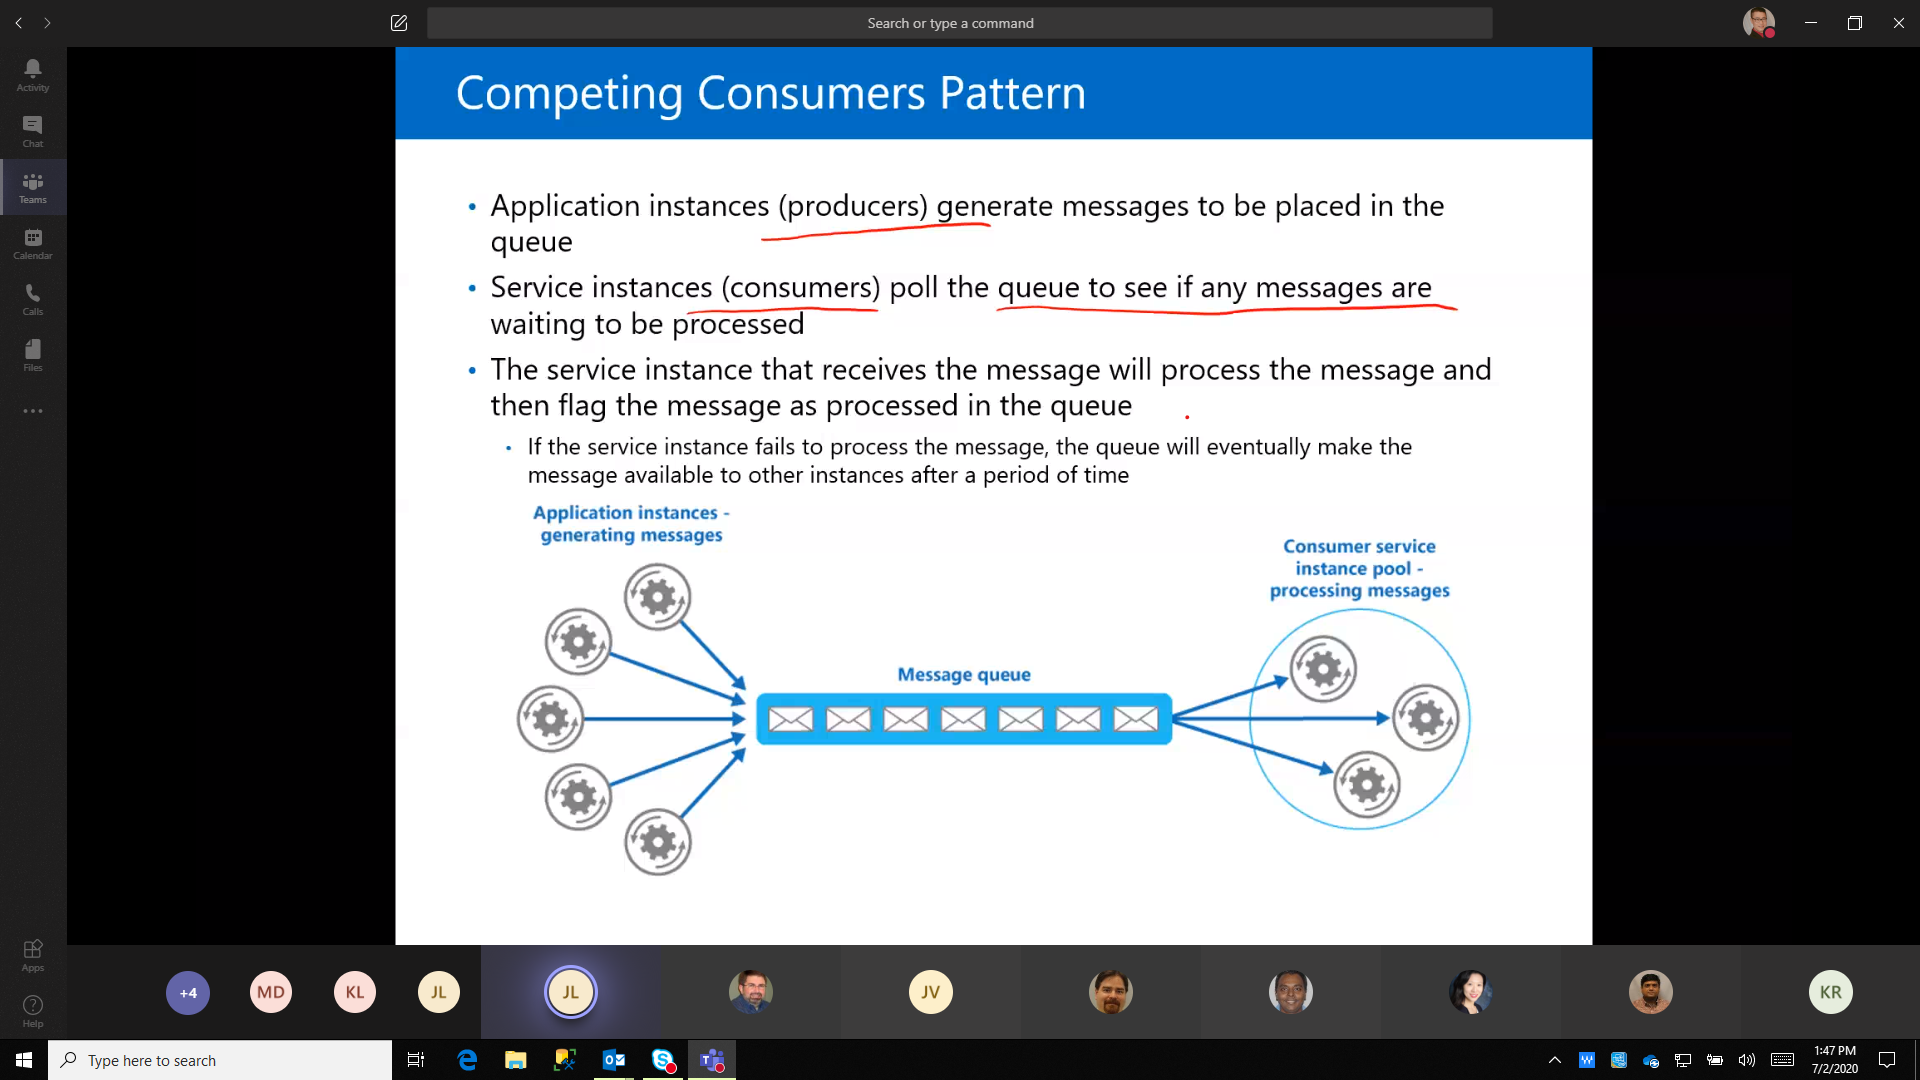 Search or type a command
Activity
Chat
Teams
Calendar
Calls
Files
Apps
Help
Competing Consumers Pattern
• Application instances (producers) generate messages to be placed in the
queue
• Service instances (consumers) poll the queue to see if any messages are
waiting to be processed
• The service instance that receives the message will process the message and
then flag the message as processed in the queue
• If the service instance fails to process the message, the queue will eventually make the
message available to other instances after a period of time
Application instances -
generating messages
Consumer service
instance pool -
processing messages
Message queue
+4
MD
KL
JL
JL
JV
KR
Type here to search
1:47 PM
7/2/2020